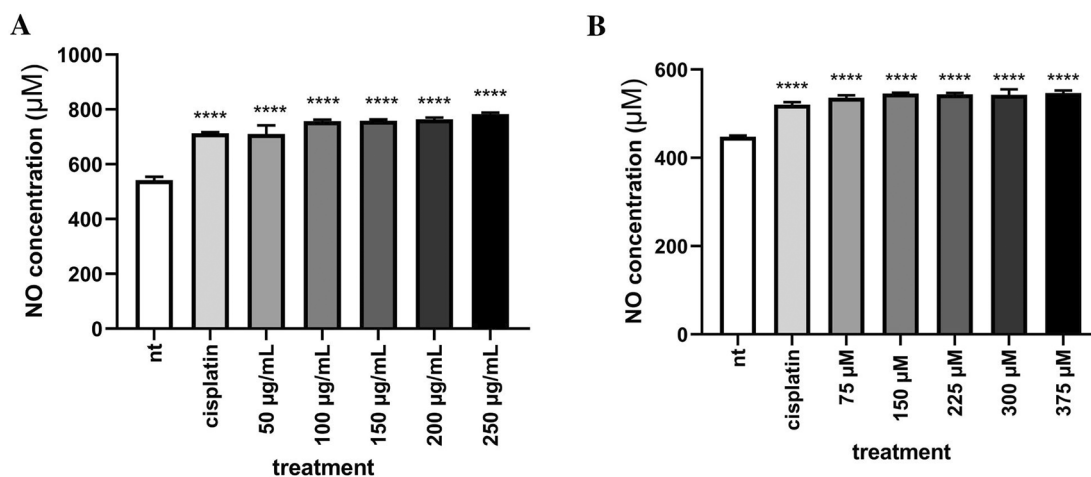 A
NO concentration (µM)
1000
800
600
400
200
0
****
****
****
****
****
****
nt
cisplatin
50 µg/mL
100 µg/mL
150 µg/mL
200 µg/mL
250 µg/mL
treatment
B
NO concentration (µM)
600
400
200
0
****
****
****
****
****
****
nt
cisplatin
75 µM
150 µM
225 µM
300 µM
375 µM
treatment